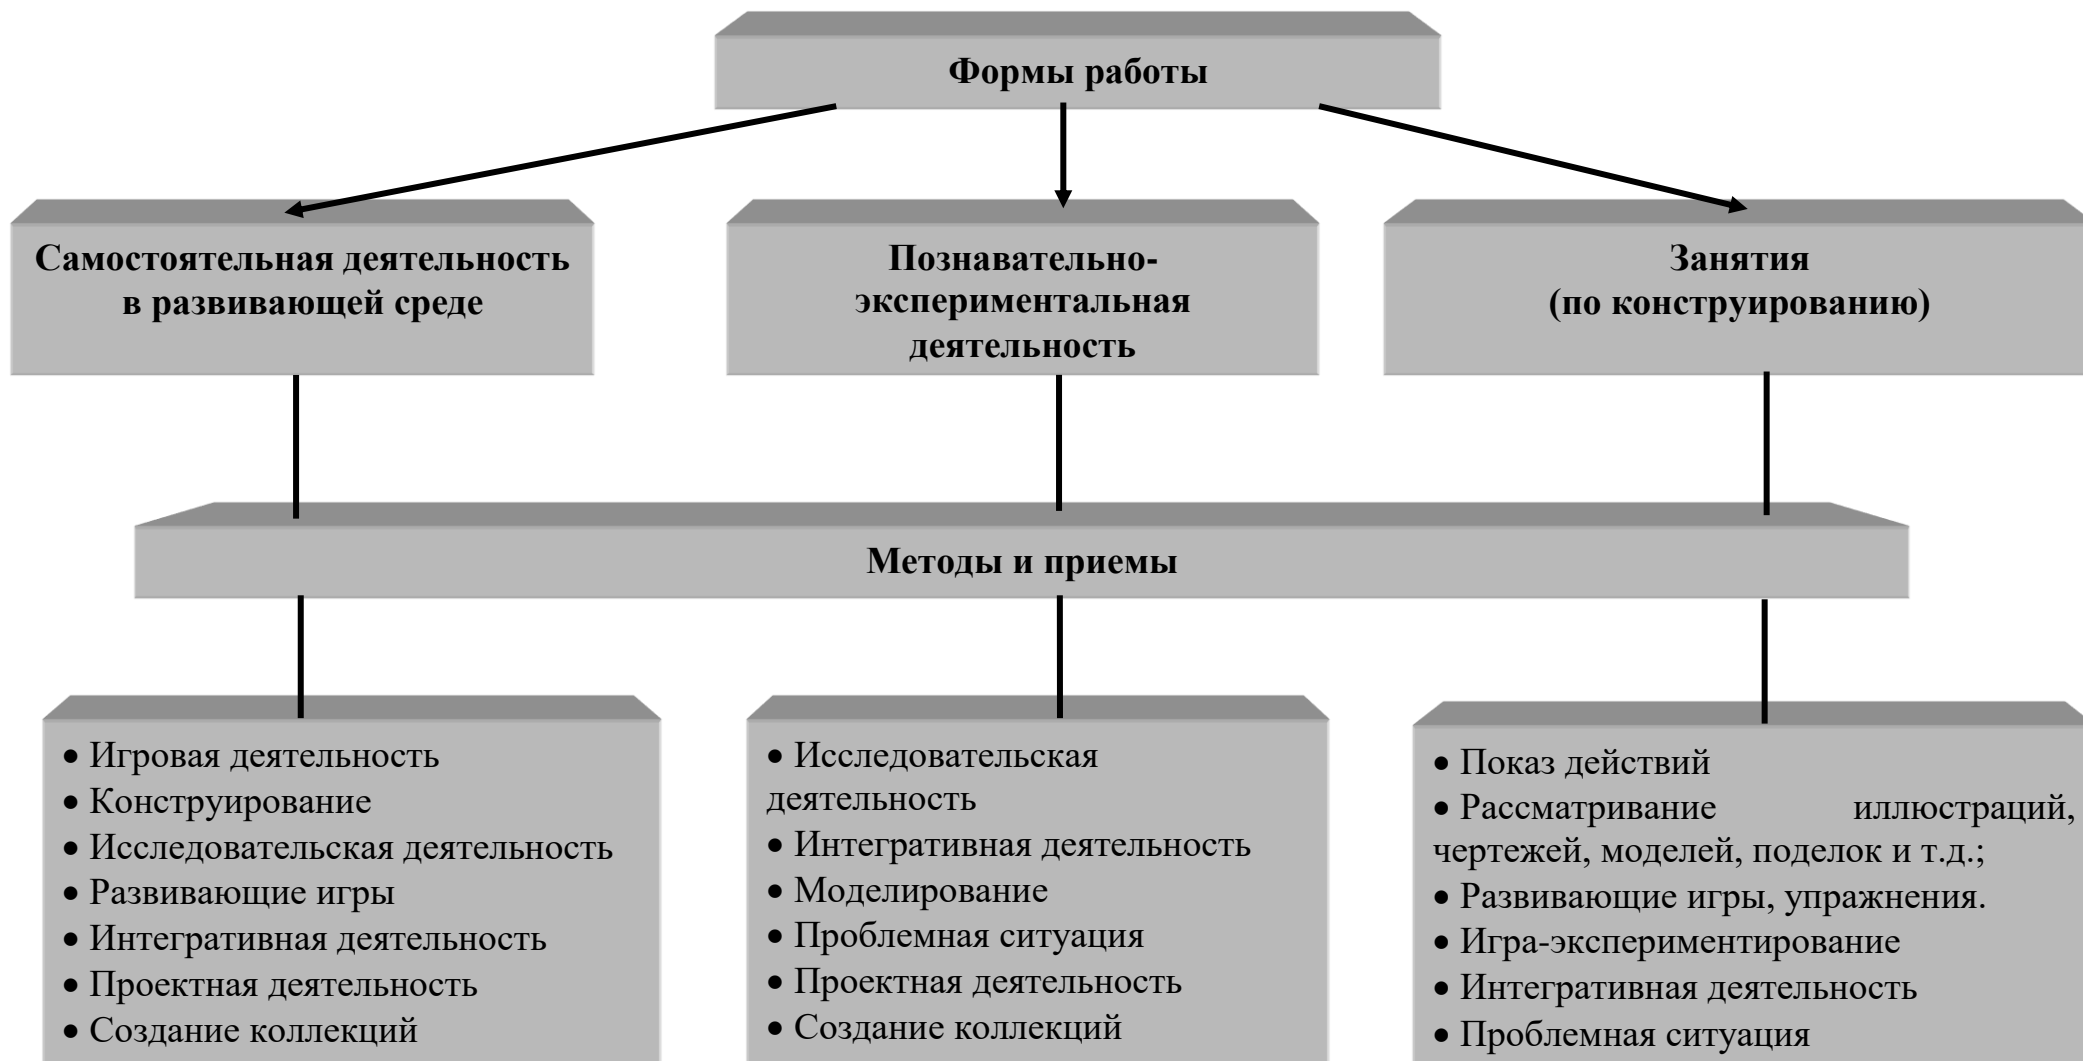 Формы работы
Самостоятельная деятельность
в развивающей среде
Познавательно-
экспериментальная
деятельность
Занятия
(по конструированию)
Методы и приемы
• Игровая деятельность
• Конструирование
• Исследовательская деятельность
• Развивающие игры
• Интегративная деятельность
• Проектная деятельность
• Создание коллекций
• Исследовательская
деятельность
• Интегративная деятельность
• Моделирование
• Проблемная ситуация
• Проектная деятельность
• Создание коллекций
• Показ действий
• Рассматривание иллюстраций,
чертежей, моделей, поделок и т.д.;
• Развивающие игры, упражнения.
• Игра-экспериментирование
• Интегративная деятельность
• Проблемная ситуация